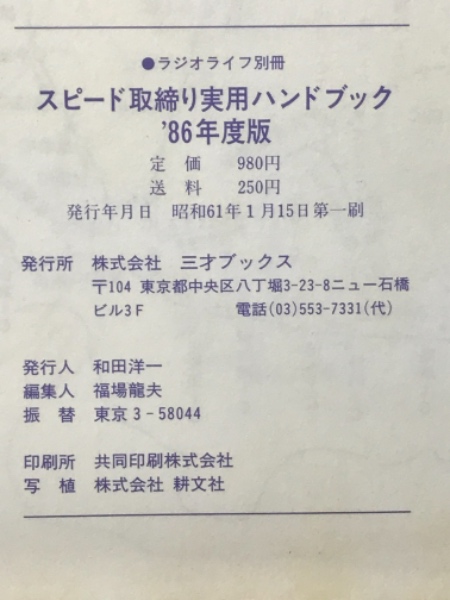 ●ラジオライフ別冊
スピード取締り実用ハンドブック
'86年度版
定 価 980円
送 料 250円
発行年月日 昭和61年1月15日第一刷
発行所 株式会社 三才ブックス
〒104 東京都中央区八丁堀3-23-8ニュー石橋
ビル3F 電話(03)553-7331(代)
発行人 和田洋一
編集人 福場龍夫
振 替 東京3-58044
印刷所 共同印刷株式会社
写 植 株式会社 耕文社